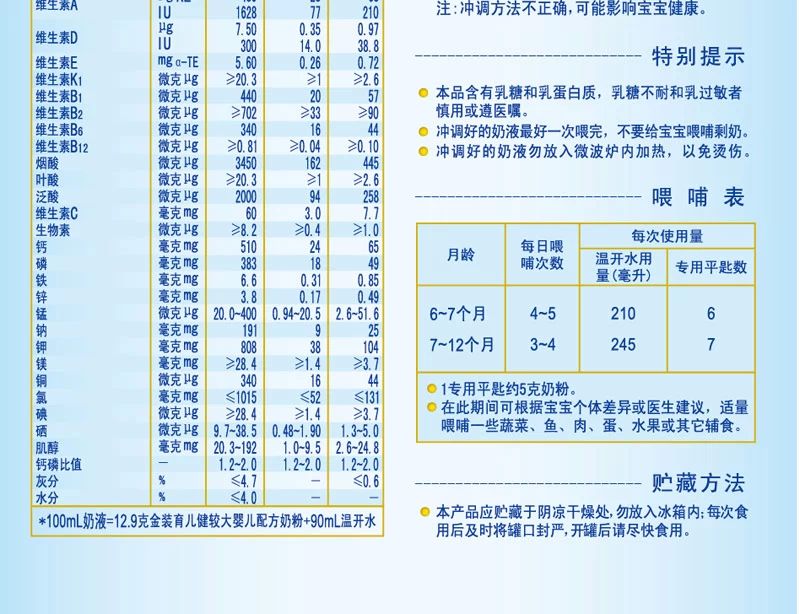 维生素A
IU 1628 77 210
维生素D μg 7.50 0.35 0.97
IU 300 14.0 38.8
维生素E mg α-TE 5.60 0.26 0.72
维生素K1 微克 μg ≥20.3 ≥1 ≥2.6
维生素B1 微克 μg 440 20 57
维生素B2 微克 μg ≥702 ≥33 ≥90
维生素B6 微克 μg 340 16 44
维生素B12 微克 μg ≥0.81 ≥0.04 ≥0.10
烟酸 微克 μg 3450 162 445
叶酸 微克 μg ≥20.3 ≥1 ≥2.6
泛酸 微克 μg 2000 94 258
维生素C 毫克 mg 60 3.0 7.7
生物素 微克 μg ≥8.2 ≥0.4 ≥1.0
钙 毫克 mg 510 24 65
磷 毫克 mg 383 18 49
铁 毫克 mg 6.6 0.31 0.85
锌 毫克 mg 3.8 0.17 0.49
锰 微克 μg 20.0~400 0.94~20.5 2.6~51.6
钠 毫克 mg 191 9 25
钾 毫克 mg 808 38 104
镁 毫克 mg ≥28.4 ≥1.4 ≥3.7
铜 微克 μg 340 16 44
氯 毫克 mg ≤1015 ≤52 ≤131
碘 微克 μg ≥28.4 ≥1.4 ≥3.7
硒 微克 μg 9.7~38.5 0.48~1.90 1.3~5.0
肌醇 毫克 mg 20.3~192 1.0~9.5 2.6~24.8
钙磷比值 — 1.2~2.0 1.2~2.0 1.2~2.0
灰分 % ≤4.7 — ≤0.6
水分 % ≤4.0 — —
*100mL奶液=12.9克金装育儿健较大婴儿配方奶粉+90mL温开水
注:冲调方法不正确,可能影响宝宝健康。
特别提示
本品含有乳糖和乳蛋白质，乳糖不耐和乳过敏者
慎用或遵医嘱。
冲调好的奶液最好一次喂完，不要给宝宝喂哺剩奶。
冲调好的奶液勿放入微波炉内加热，以免烫伤。
喂哺表
月龄 每日喂哺次数 每次使用量
温开水用量(毫升) 专用平匙数
6~7个月 4~5 210 6
7~12个月 3~4 245 7
1专用平匙约5克奶粉。
在此期间可根据宝宝个体差异或医生建议，适量
喂哺一些蔬菜、鱼、肉、蛋、水果或其它辅食。
贮藏方法
本产品应贮藏于阴凉干燥处,勿放入冰箱内;每次食
用后及时将罐口封严,开罐后请尽快食用。